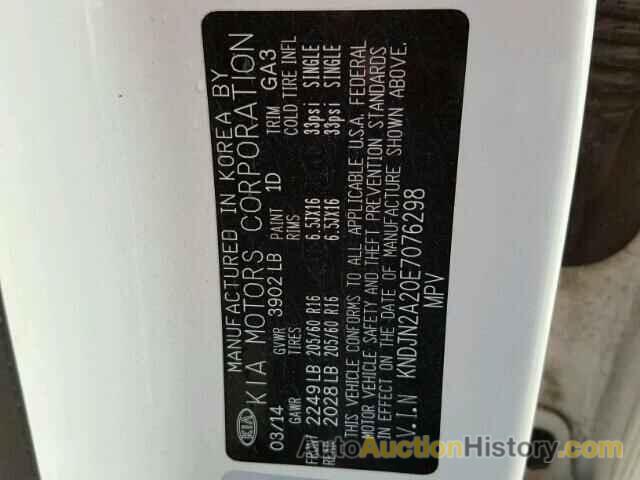 MANUFACTURED IN KOREA BY
KIA KIA MOTORS CORPORATION
03/14 GVWR 3902LB PAINT 1D TRIM GA3
GAWR TIRES RIMS COLD TIRE INFL
FRONT 2249LB 205/60 R16 6.5JX16 33psi SINGLE
REAR 2028LB 205/60 R16 6.5JX16 33psi SINGLE
THIS VEHICLE CONFORMS TO ALL APPLICABLE U.S.A. FEDERAL
MOTOR VEHICLE SAFETY AND THEFT PREVENTION STANDARDS
IN EFFECT ON THE DATE OF MANUFACTURE SHOWN ABOVE.
V.I.N KNDJN2A20E7076298
MPV
AutoHelperBot.com